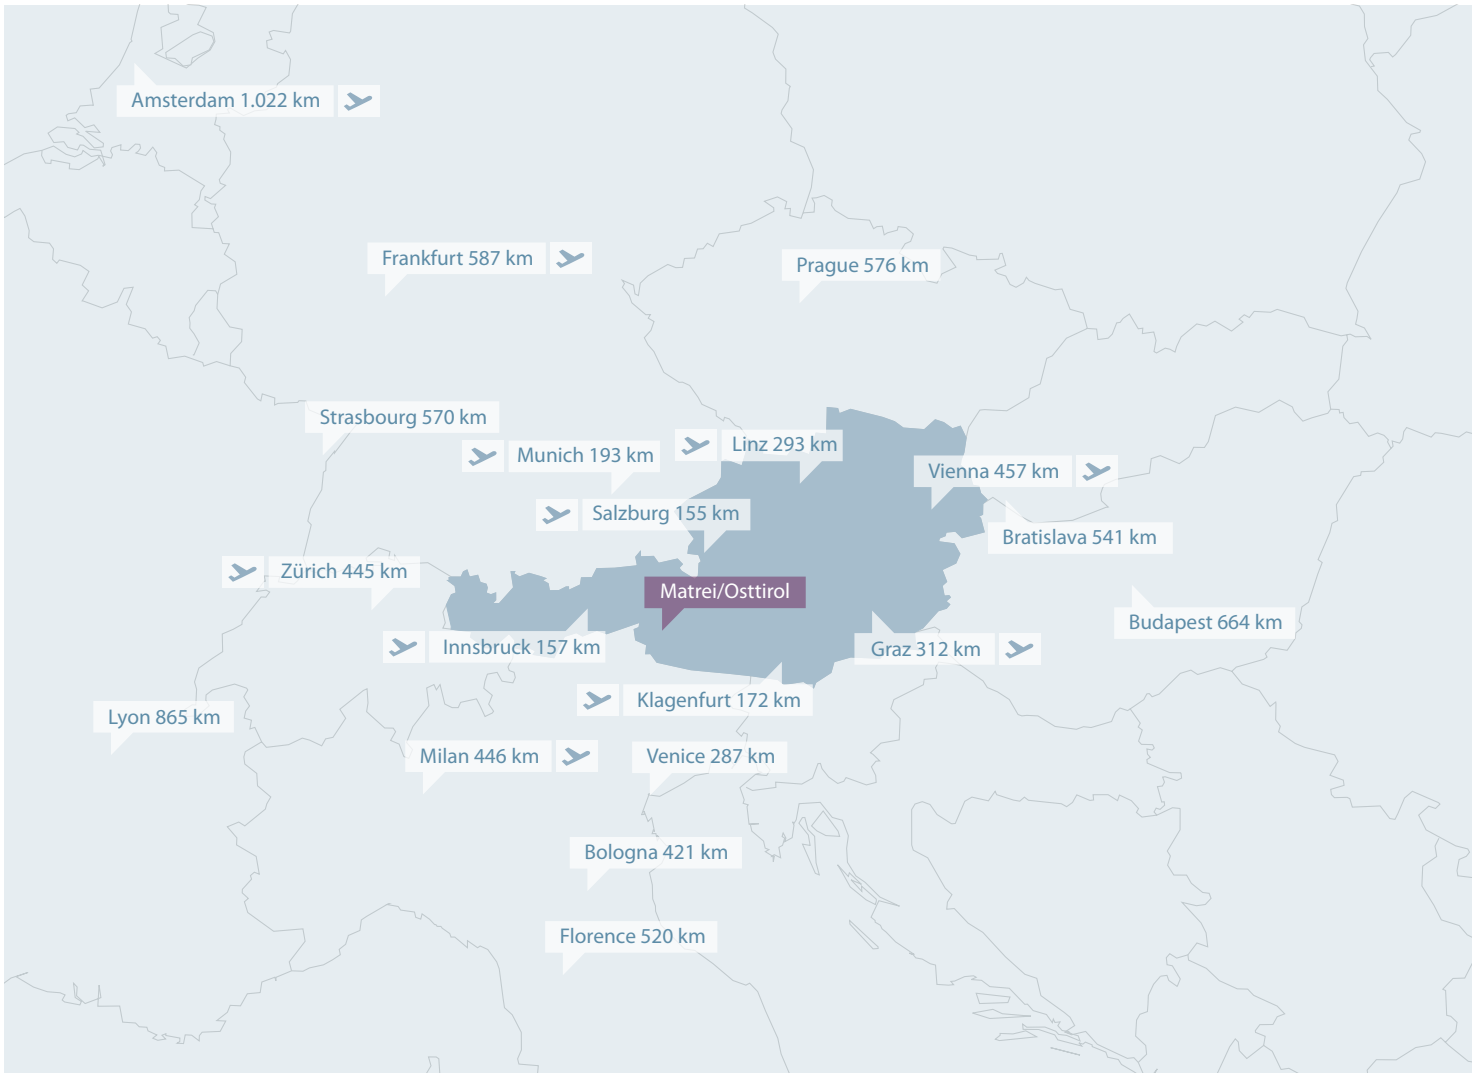 Amsterdam 1.022 km
Frankfurt 587 km
Prague 576 km
Strasbourg 570 km
Munich 193 km
Linz 293 km
Vienna 457 km
Salzburg 155 km
Bratislava 541 km
Zürich 445 km
Matrei/Osttirol
Budapest 664 km
Innsbruck 157 km
Graz 312 km
Klagenfurt 172 km
Lyon 865 km
Milan 446 km
Venice 287 km
Bologna 421 km
Florence 520 km